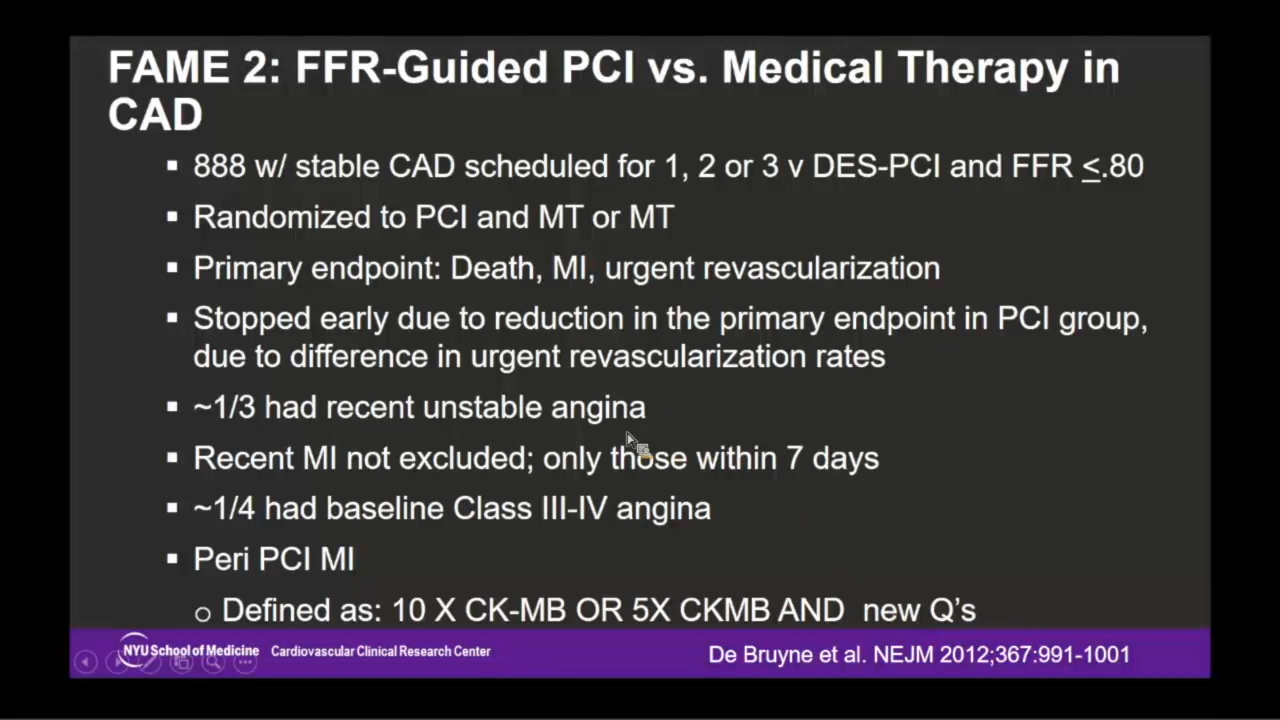 FAME 2: FFR-Guided PCI vs. Medical Therapy in
CAD
▪ 888 w/ stable CAD scheduled for 1, 2 or 3 v DES-PCI and FFR ≤.80
▪ Randomized to PCI and MT or MT
▪ Primary endpoint: Death, MI, urgent revascularization
▪ Stopped early due to reduction in the primary endpoint in PCI group,
due to difference in urgent revascularization rates
▪ ~1/3 had recent unstable angina
▪ Recent MI not excluded; only those within 7 days
▪ ~1/4 had baseline Class III-IV angina
▪ Peri PCI MI
o Defined as: 10 X CK-MB OR 5X CKMB AND new Q's
NYU School of Medicine Cardiovascular Clinical Research Center
De Bruyne et al. NEJM 2012;367:991-1001